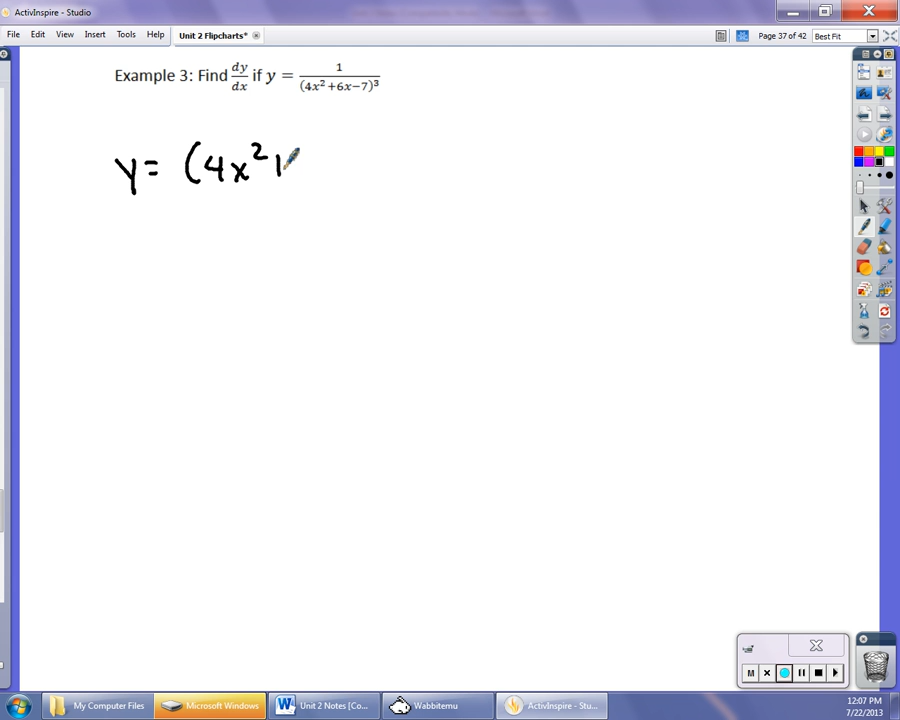 ActivInspire - Studio
File Edit View Insert Tools Help Unit 2 Flipcharts* Page 37 of 42 Best Fit
Example 3: Find dy/dx if y = 1/(4x²+6x−7)³
y = (4x²
M
My Computer Files Microsoft Windows Unit 2 Notes [Co... Wabbitemu ActivInspire - Stu... 12:07 PM
7/22/2013